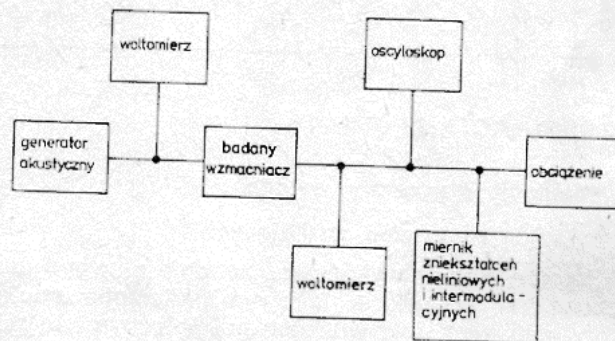 woltomierz
oscyloskop
generator
akustyczny
badany
wzmacniacz
obciążenie
woltomierz
miernik
zniekształceń
nieliniowych
i intermodula-
cyjnych